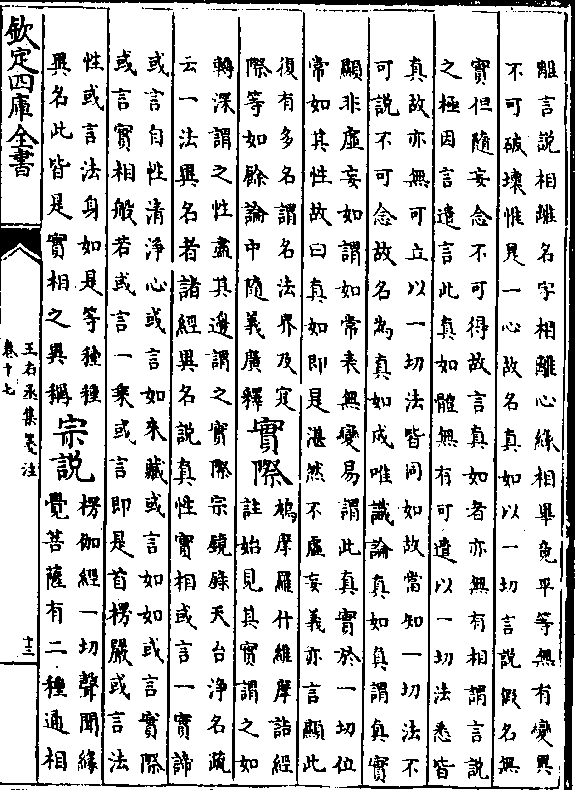 離言說相離名字相離心緣相畢竟平等無有變異
不可破壞惟是一心故名真如以一切言說假名無
實但隨妄念不可得故言真如者亦無有相謂言說
之極因言遣言此真如體無有可遣以一切法悉皆
真故亦無可立以一切法皆同如故當知一切法不
可說不可念故名為真如成唯識論真如真謂真實
顯非虛妄如謂如常表無變易謂此真實於一切位
常如其性故曰真如即是湛然不虛妄義亦言顯此
復有多名謂名法界及定
際等如餘論中隨義廣釋
實際
鳩摩羅什維摩詰經
註始見其實謂之如
轉深謂之性盡其邊謂之實際宗鏡錄天台淨名疏
云一法異名者諸經異名說真性實相或言一實諦
或言自性清淨心或言如來藏或言如如或言實際
或言實相般若或言一乗或言即是首楞嚴或言法
性或言法身如是等種種
異名此皆是實相之異稱
宗說
楞伽經一切聲聞緣
覺菩薩有二種通相
欽定四庫全書
王右丞集箋注
卷十七
十三